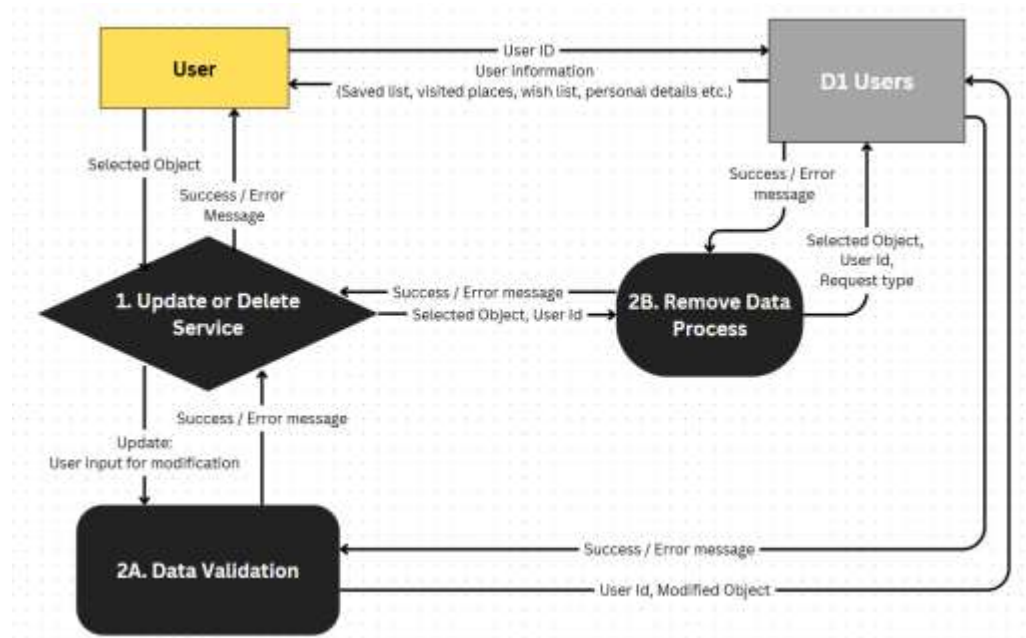 User
User ID
User Information
(Saved list, visited places, wish list, personal details etc.)
D1 Users
Selected Object
Success / Error
Message
Success / Error
message
Selected Object,
User Id,
Request type
1. Update or Delete
Service
Success / Error message
Selected Object, User Id
2B. Remove Data
Process
Success / Error message
Update:
User input for modification
2A. Data Validation
Success / Error message
User Id, Modified Object